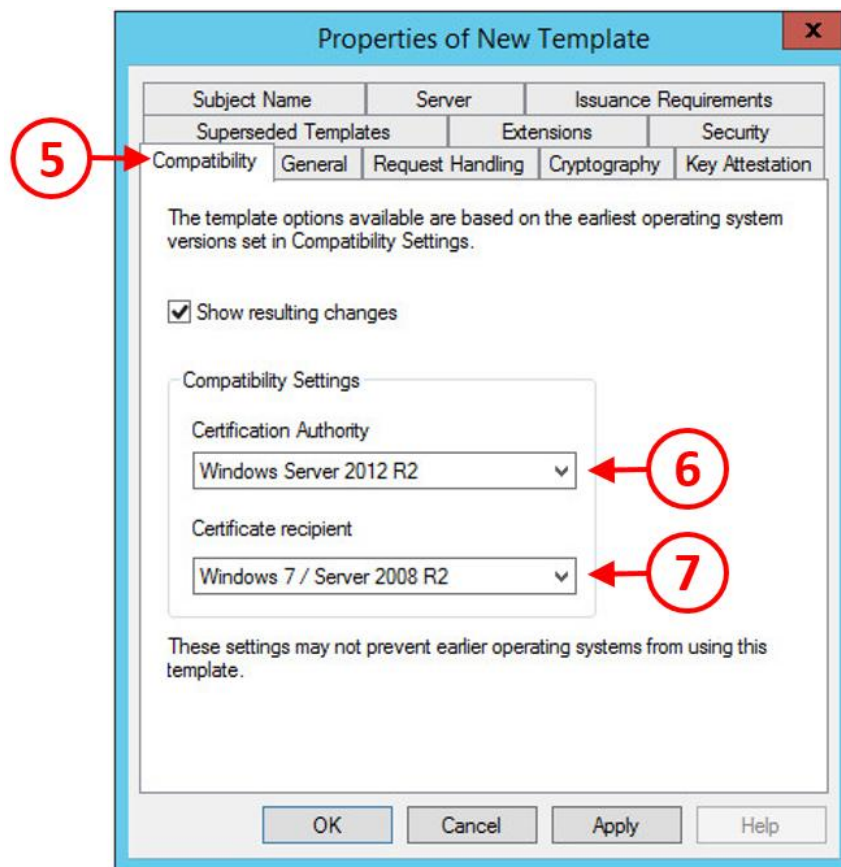 Properties of New Template
x
Subject Name Server Issuance Requirements
Superseded Templates Extensions Security
5 Compatibility General Request Handling Cryptography Key Attestation
The template options available are based on the earliest operating system
versions set in Compatibility Settings.
Show resulting changes
Compatibility Settings
Certification Authority
Windows Server 2012 R2 6
Certificate recipient
Windows 7 / Server 2008 R2 7
These settings may not prevent earlier operating systems from using this
template.
OK Cancel Apply Help